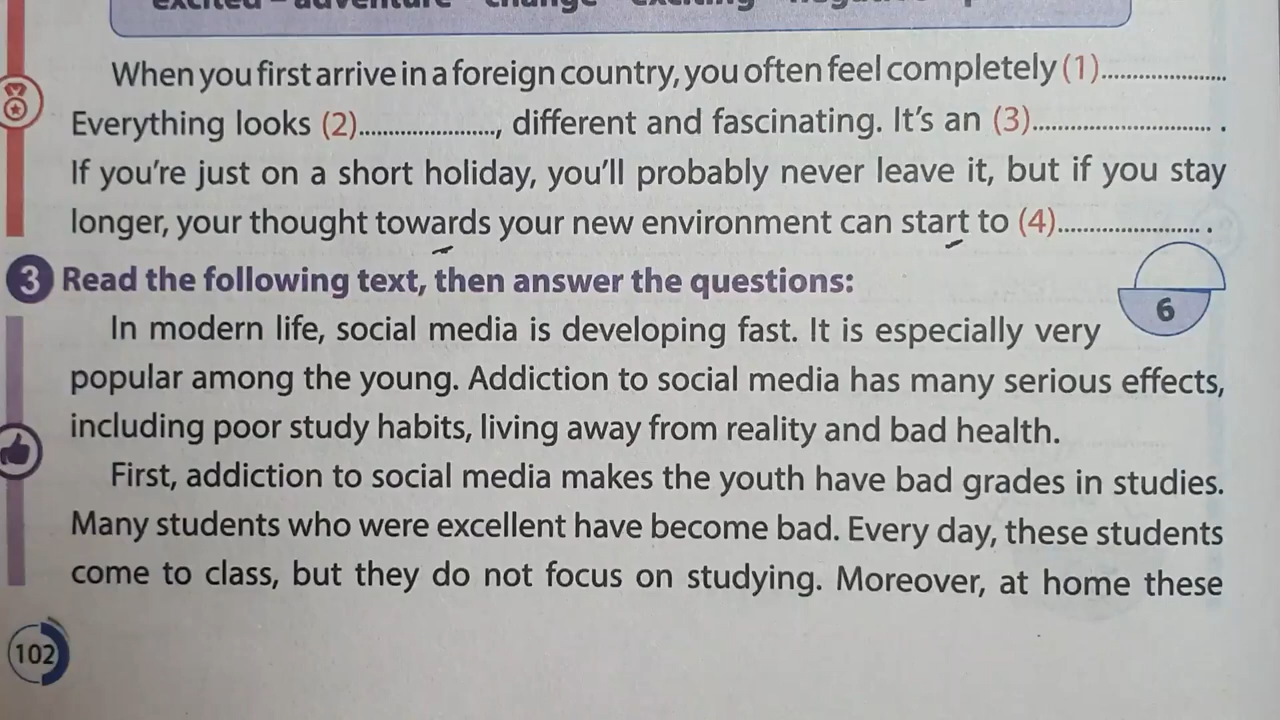 excited – adventure – change – exciting –
When you first arrive in a foreign country, you often feel completely (1)......................
Everything looks (2)........................, different and fascinating. It's an (3)............................... .
If you're just on a short holiday, you'll probably never leave it, but if you stay
longer, your thought towards your new environment can start to (4)......................... .
3 Read the following text, then answer the questions:
6
In modern life, social media is developing fast. It is especially very
popular among the young. Addiction to social media has many serious effects,
including poor study habits, living away from reality and bad health.
First, addiction to social media makes the youth have bad grades in studies.
Many students who were excellent have become bad. Every day, these students
come to class, but they do not focus on studying. Moreover, at home these
102